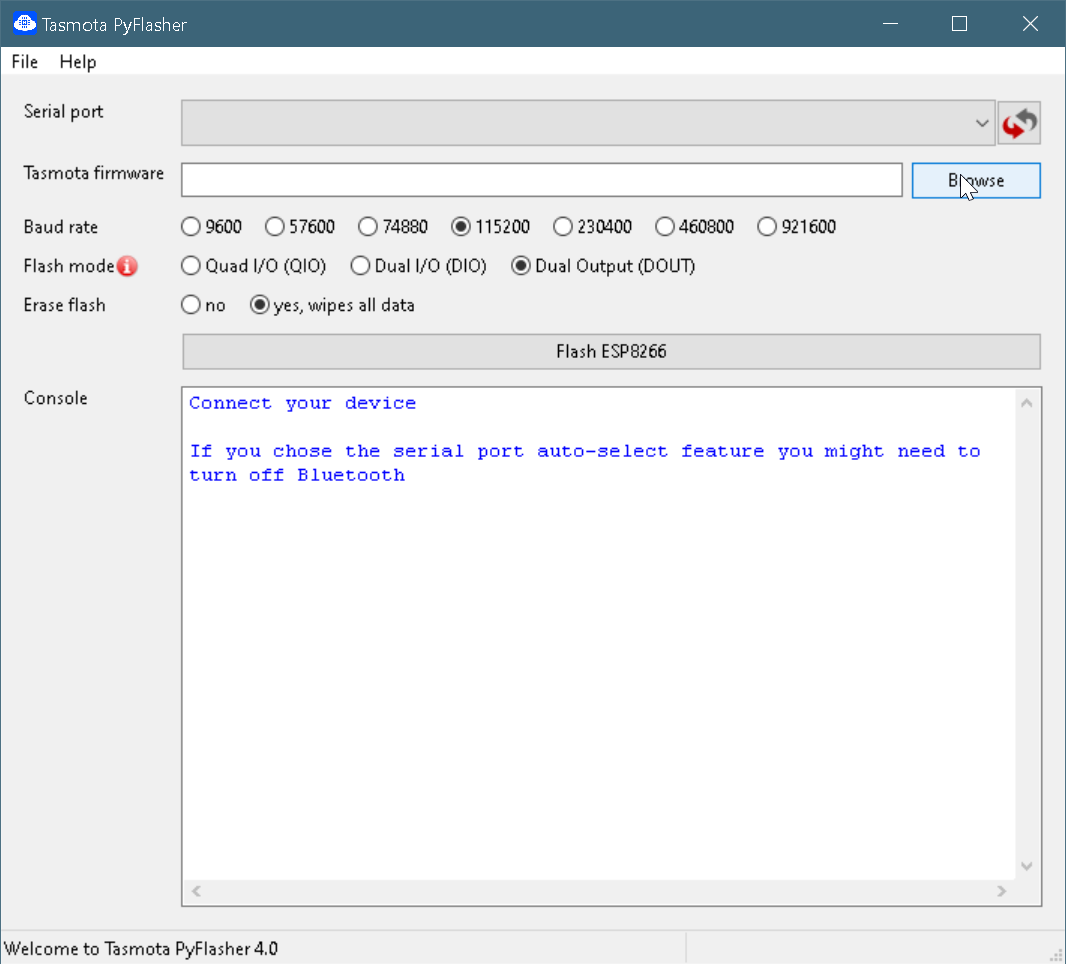 Tasmota PyFlasher
File Help
Serial port
Tasmota firmware Browse
Baud rate 9600 57600 74880 115200 230400 460800 921600
Flash mode Quad I/O (QIO) Dual I/O (DIO) Dual Output (DOUT)
Erase flash no yes, wipes all data
Flash ESP8266
Console
Connect your device
If you chose the serial port auto-select feature you might need to
turn off Bluetooth
Welcome to Tasmota PyFlasher 4.0